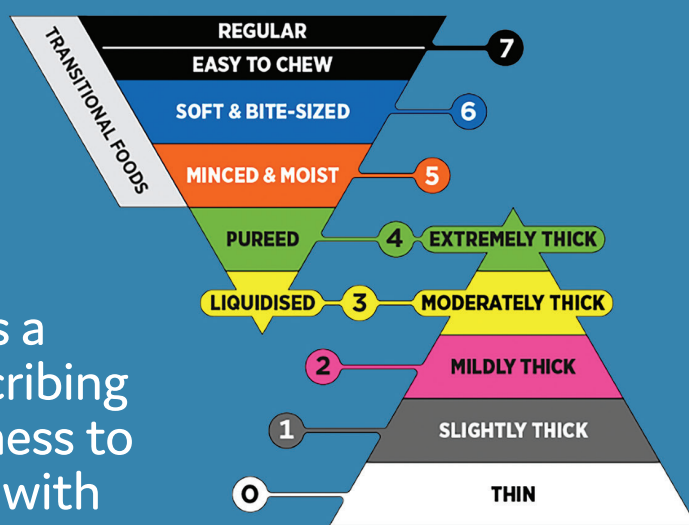 TRANSITIONAL FOODS
REGULAR
EASY TO CHEW
7
SOFT & BITE-SIZED
6
MINCED & MOIST
5
PUREED
4
EXTREMELY THICK
LIQUIDISED
3
MODERATELY THICK
2
MILDLY THICK
1
SLIGHTLY THICK
0
THIN
s a
cribing
ness to
with